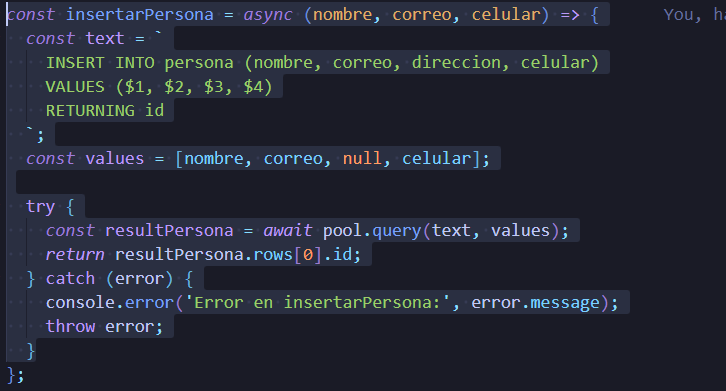 const insertarPersona = async (nombre, correo, celular) => {
You, ha
const text = `
INSERT INTO persona (nombre, correo, direccion, celular)
VALUES ($1, $2, $3, $4)
RETURNING id
`;
const values = [nombre, correo, null, celular];
try {
const resultPersona = await pool.query(text, values);
return resultPersona.rows[0].id;
} catch (error) {
console.error('Error en insertarPersona:', error.message);
throw error;
}
};